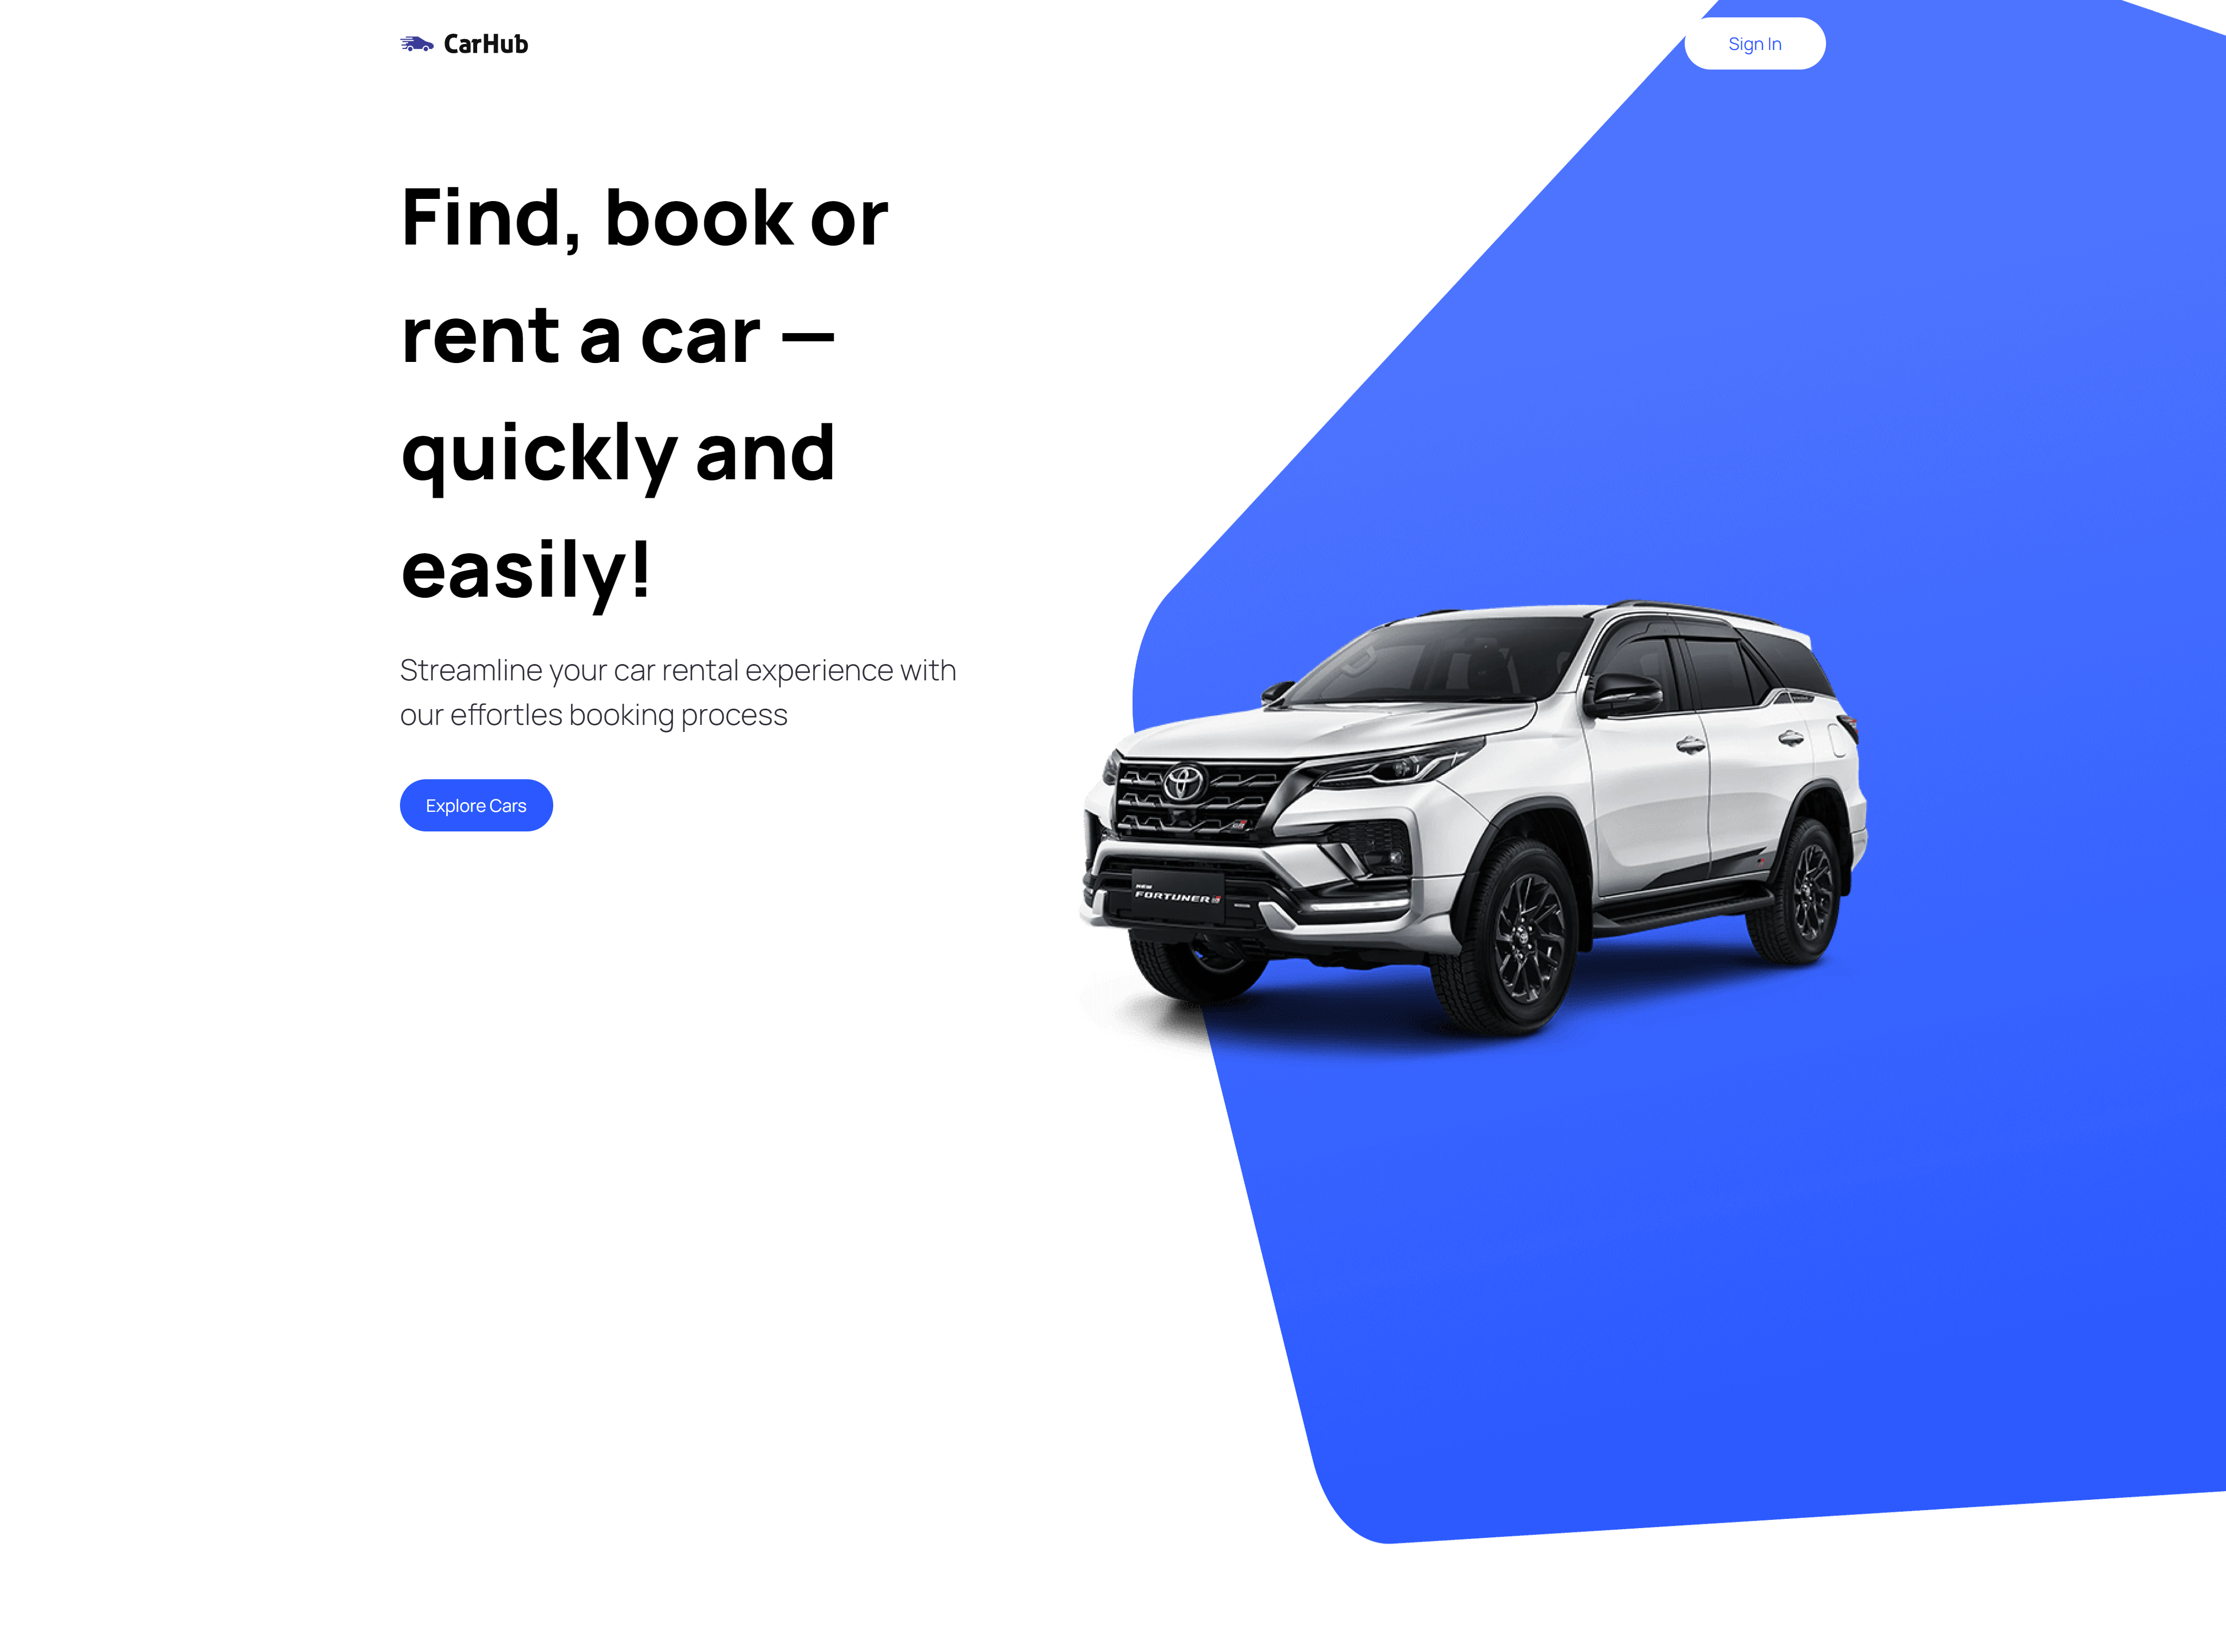 CarHub
Sign In
Find, book or
rent a car —
quickly and
easily!
Streamline your car rental experience with
our effortles booking process
Explore Cars
NEW
FORTUNER GR